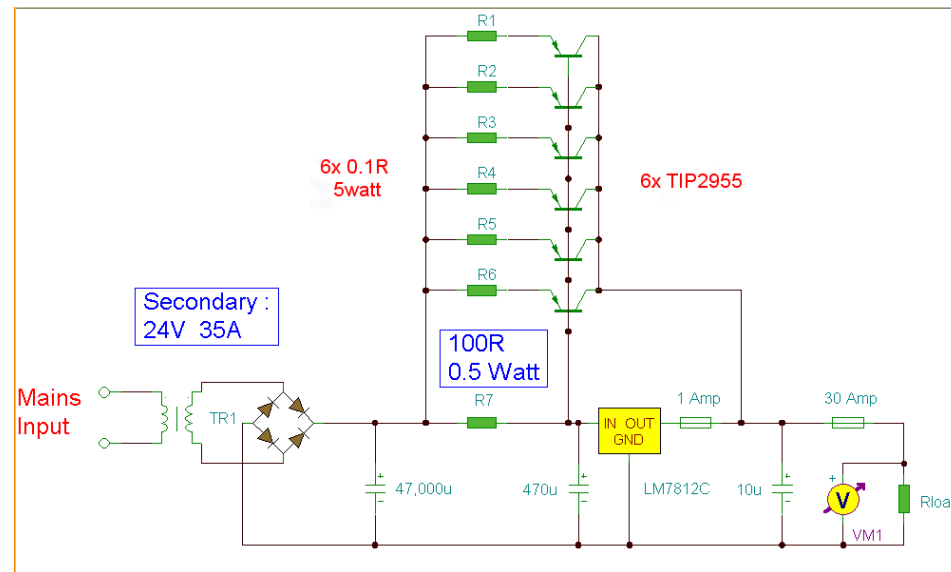 R1
R2
R3
R4
R5
R6
6x 0.1R
5watt
6x TIP2955
Secondary :
24V 35A
100R
0.5 Watt
Mains
Input
TR1
R7
IN OUT
GND
1 Amp
30 Amp
47,000u
+
-
470u
+
-
LM7812C
10u
+
-
+
V
VM1
Rloa